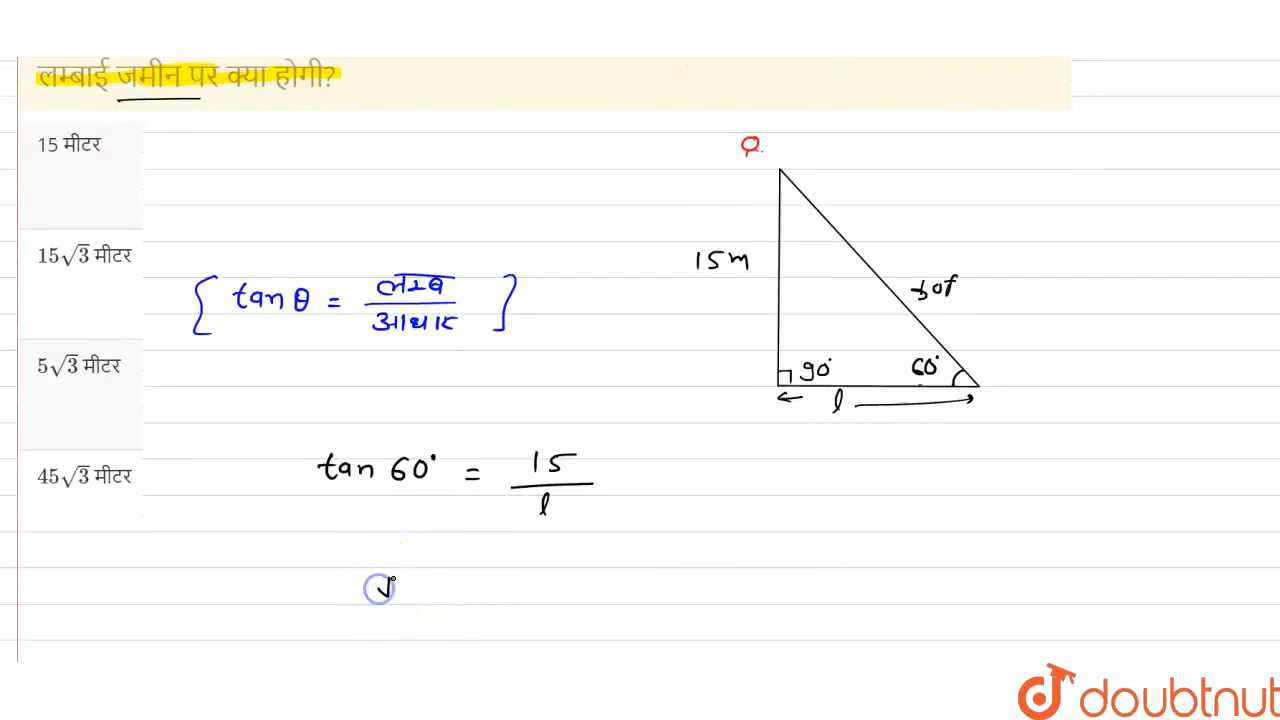 लम्बाई जमीन पर क्या होगी?
15 मीटर
15√3 मीटर
5√3 मीटर
45√3 मीटर
[ tan θ = लम्ब / आधार ]
15m
90°
60°
l
tan 60° = 15 / l
√
doubtnut